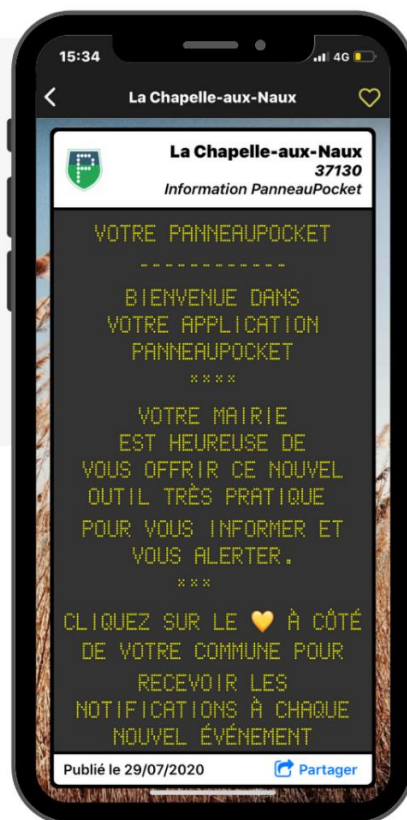 15:34
4G
La Chapelle-aux-Naux
La Chapelle-aux-Naux
37130
Information PanneauPocket
VOTRE PANNEAUPOCKET
------------
BIENVENUE DANS
VOTRE APPLICATION
PANNEAUPOCKET
××××
VOTRE MAIRIE
EST HEUREUSE DE
VOUS OFFRIR CE NOUVEL
OUTIL TRÈS PRATIQUE
POUR VOUS INFORMER ET
VOUS ALERTER.
×××
CLIQUEZ SUR LE 💛 À CÔTÉ
DE VOTRE COMMUNE POUR
RECEVOIR LES
NOTIFICATIONS À CHAQUE
NOUVEL ÉVÉNEMENT
Publié le 29/07/2020
Partager